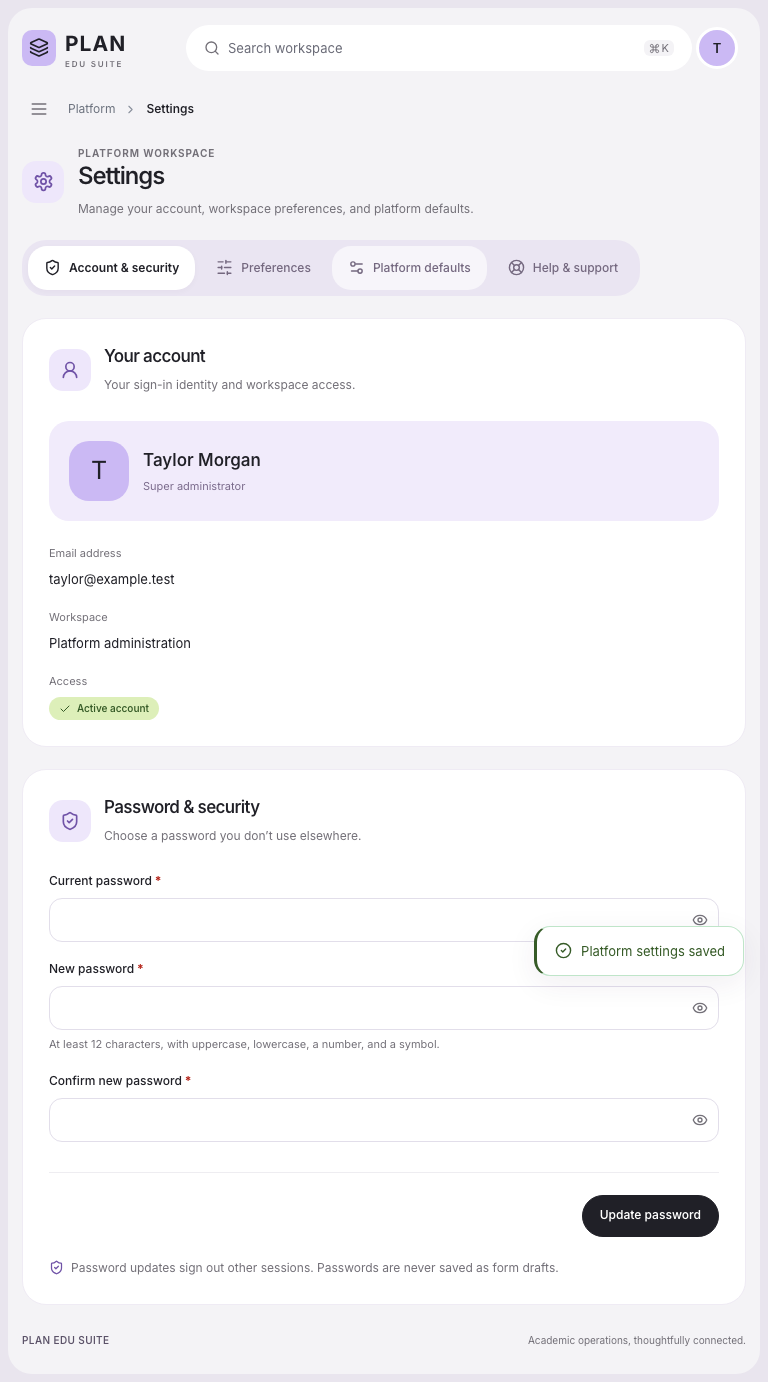 PLAN
EDU SUITE
Search workspace
⌘K
T
Platform
Settings
PLATFORM WORKSPACE
Settings
Manage your account, workspace preferences, and platform defaults.
Account & security
Preferences
Platform defaults
Help & support
Your account
Your sign-in identity and workspace access.
T
Taylor Morgan
Super administrator
Email address
taylor@example.test
Workspace
Platform administration
Access
Active account
Password & security
Choose a password you don’t use elsewhere.
Current password *
Platform settings saved
New password *
At least 12 characters, with uppercase, lowercase, a number, and a symbol.
Confirm new password *
Update password
Password updates sign out other sessions. Passwords are never saved as form drafts.
PLAN EDU SUITE
Academic operations, thoughtfully connected.